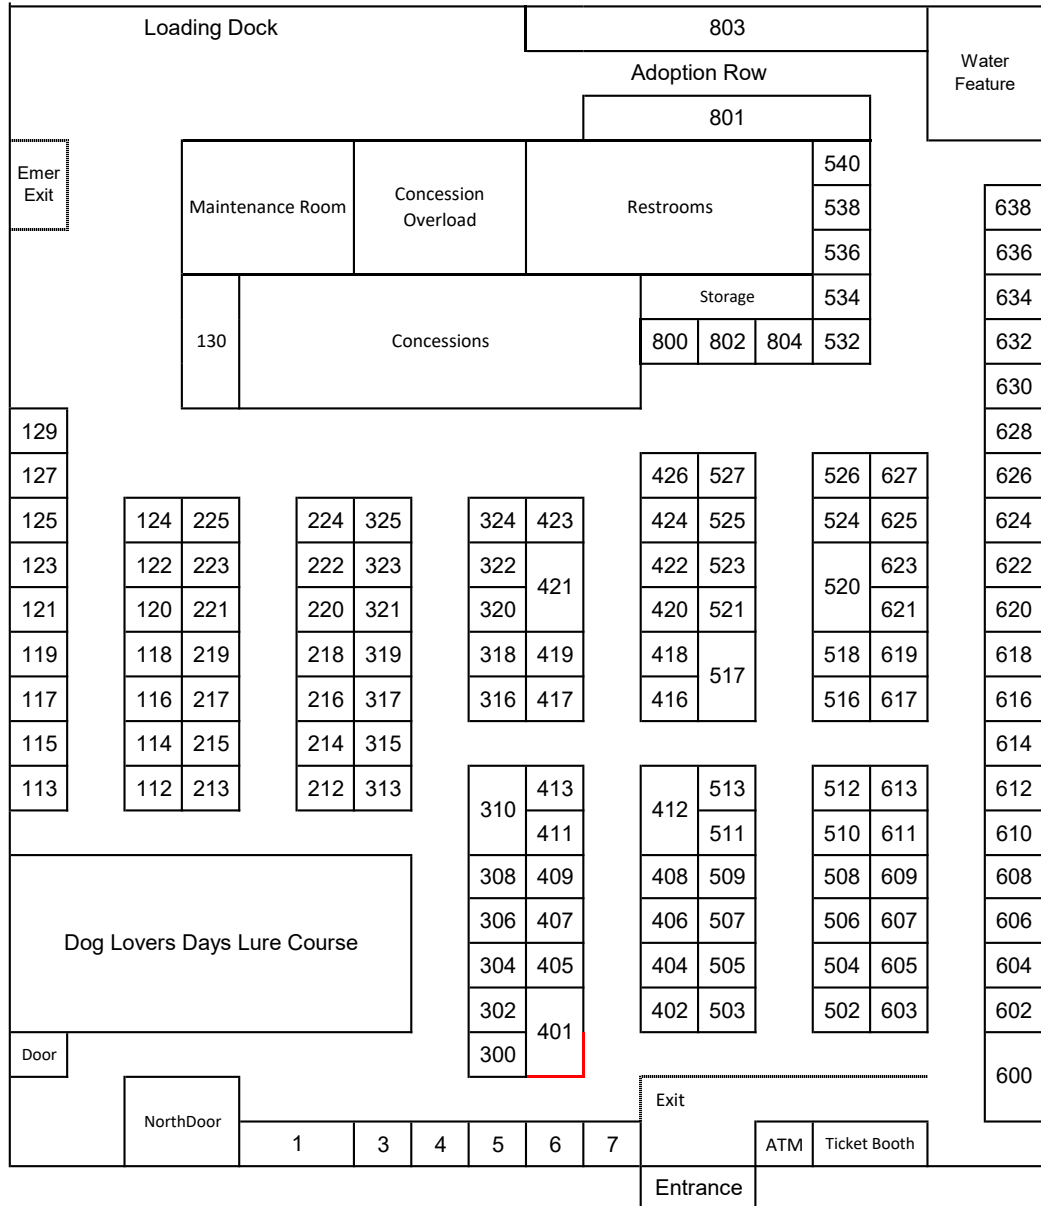 Loading Dock 803
Water
Feature
Adoption Row
801
Emer
Exit
Maintenance Room Concession
Overload Restrooms 540
538 638
536 636
Storage 534 634
130 Concessions 800 802 804 532 632
630
129 628
127 426 527 526 627 626
125 124 225 224 325 324 423 424 525 524 625 624
123 122 223 222 323 322 421 422 523 520 623 622
121 120 221 220 321 320 420 521 621 620
119 118 219 218 319 318 419 418 517 518 619 618
117 116 217 216 317 316 417 416 516 617 616
115 114 215 214 315 614
113 112 213 212 313 310 413 412 513 512 613 612
411 511 510 611 610
308 409 408 509 508 609 608
Dog Lovers Days Lure Course 306 407 406 507 506 607 606
304 405 404 505 504 605 604
302 401 402 503 502 603 602
Door 300 600
NorthDoor Exit
1 3 4 5 6 7 ATM Ticket Booth
Entrance